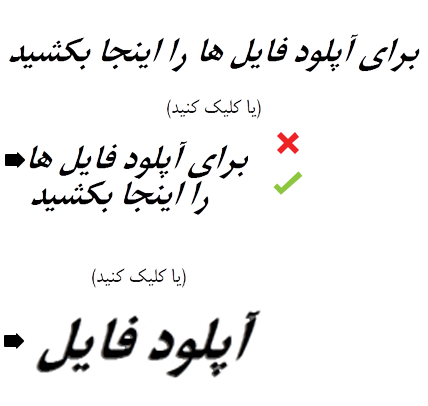 برای آپلود فایل ها را اینجا بکشید
(یا کلیک کنید)
برای آپلود فایل ها
را اینجا بکشید
(یا کلیک کنید)
آپلود فایل